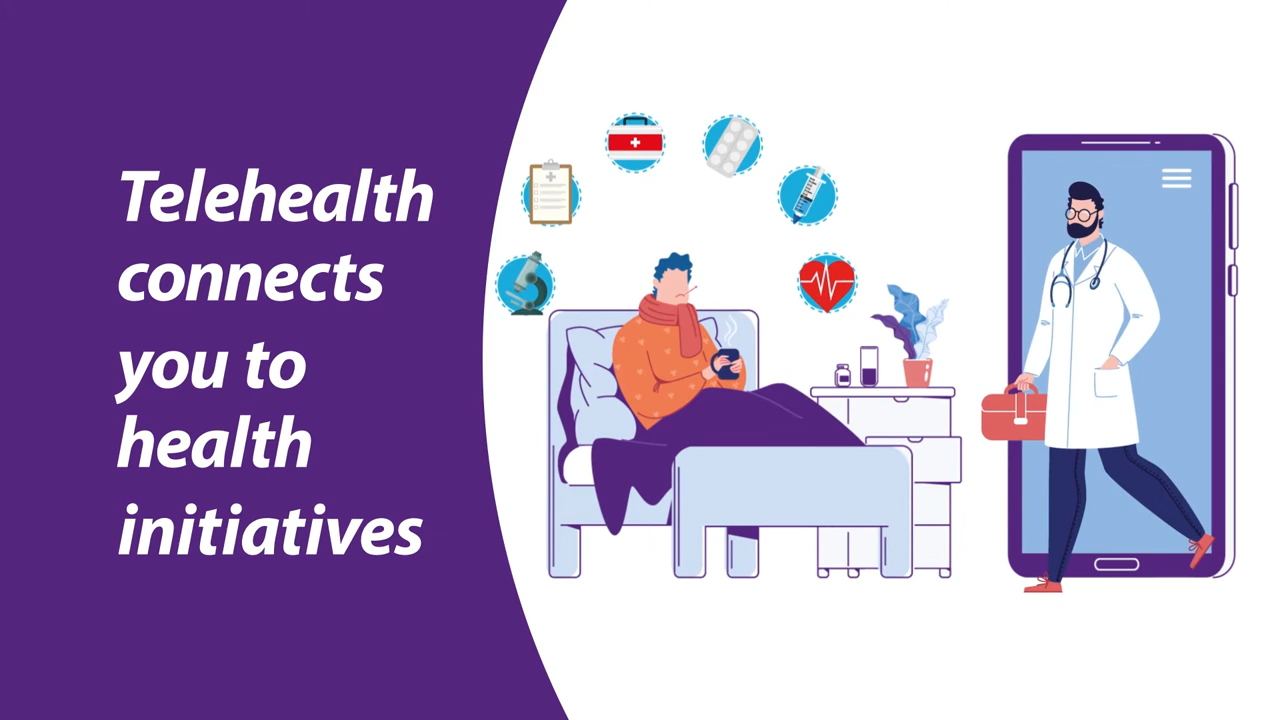 Telehealth
connects
you to
health
initiatives